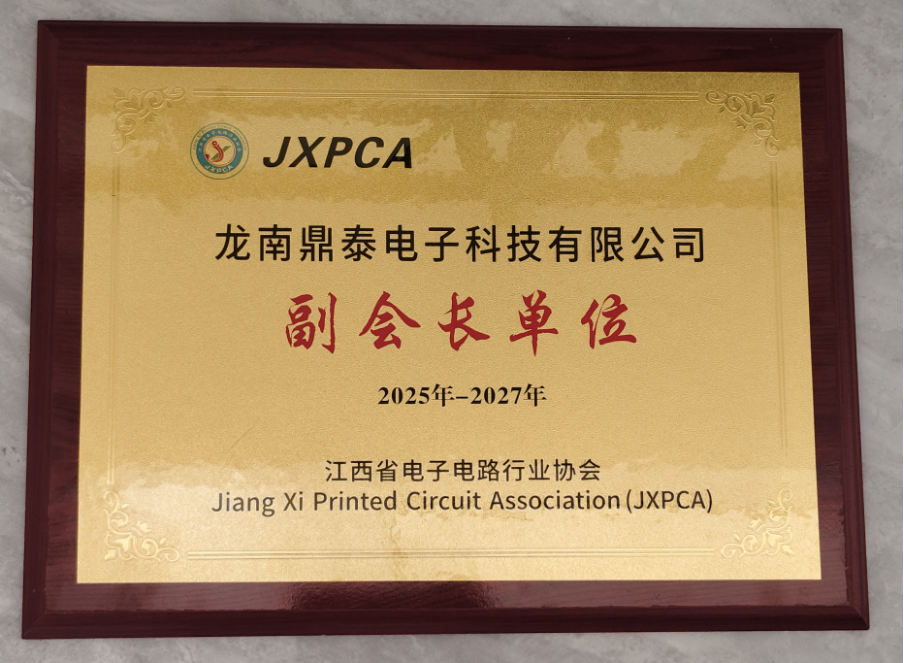 JXPCA
JXPCA
龙南鼎泰电子科技有限公司
副会长单位
2025年-2027年
江西省电子电路行业协会
Jiang Xi Printed Circuit Association (JXPCA)